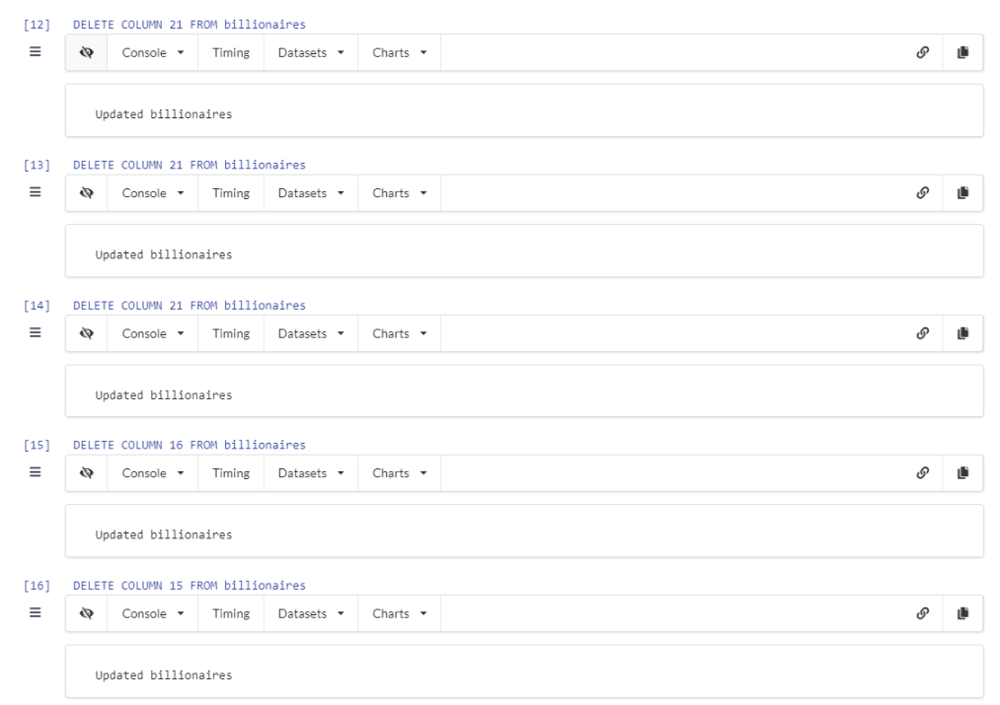 [12] DELETE COLUMN 21 FROM billionaires
Console Timing Datasets Charts
Updated billionaires
[13] DELETE COLUMN 21 FROM billionaires
Console Timing Datasets Charts
Updated billionaires
[14] DELETE COLUMN 21 FROM billionaires
Console Timing Datasets Charts
Updated billionaires
[15] DELETE COLUMN 16 FROM billionaires
Console Timing Datasets Charts
Updated billionaires
[16] DELETE COLUMN 15 FROM billionaires
Console Timing Datasets Charts
Updated billionaires